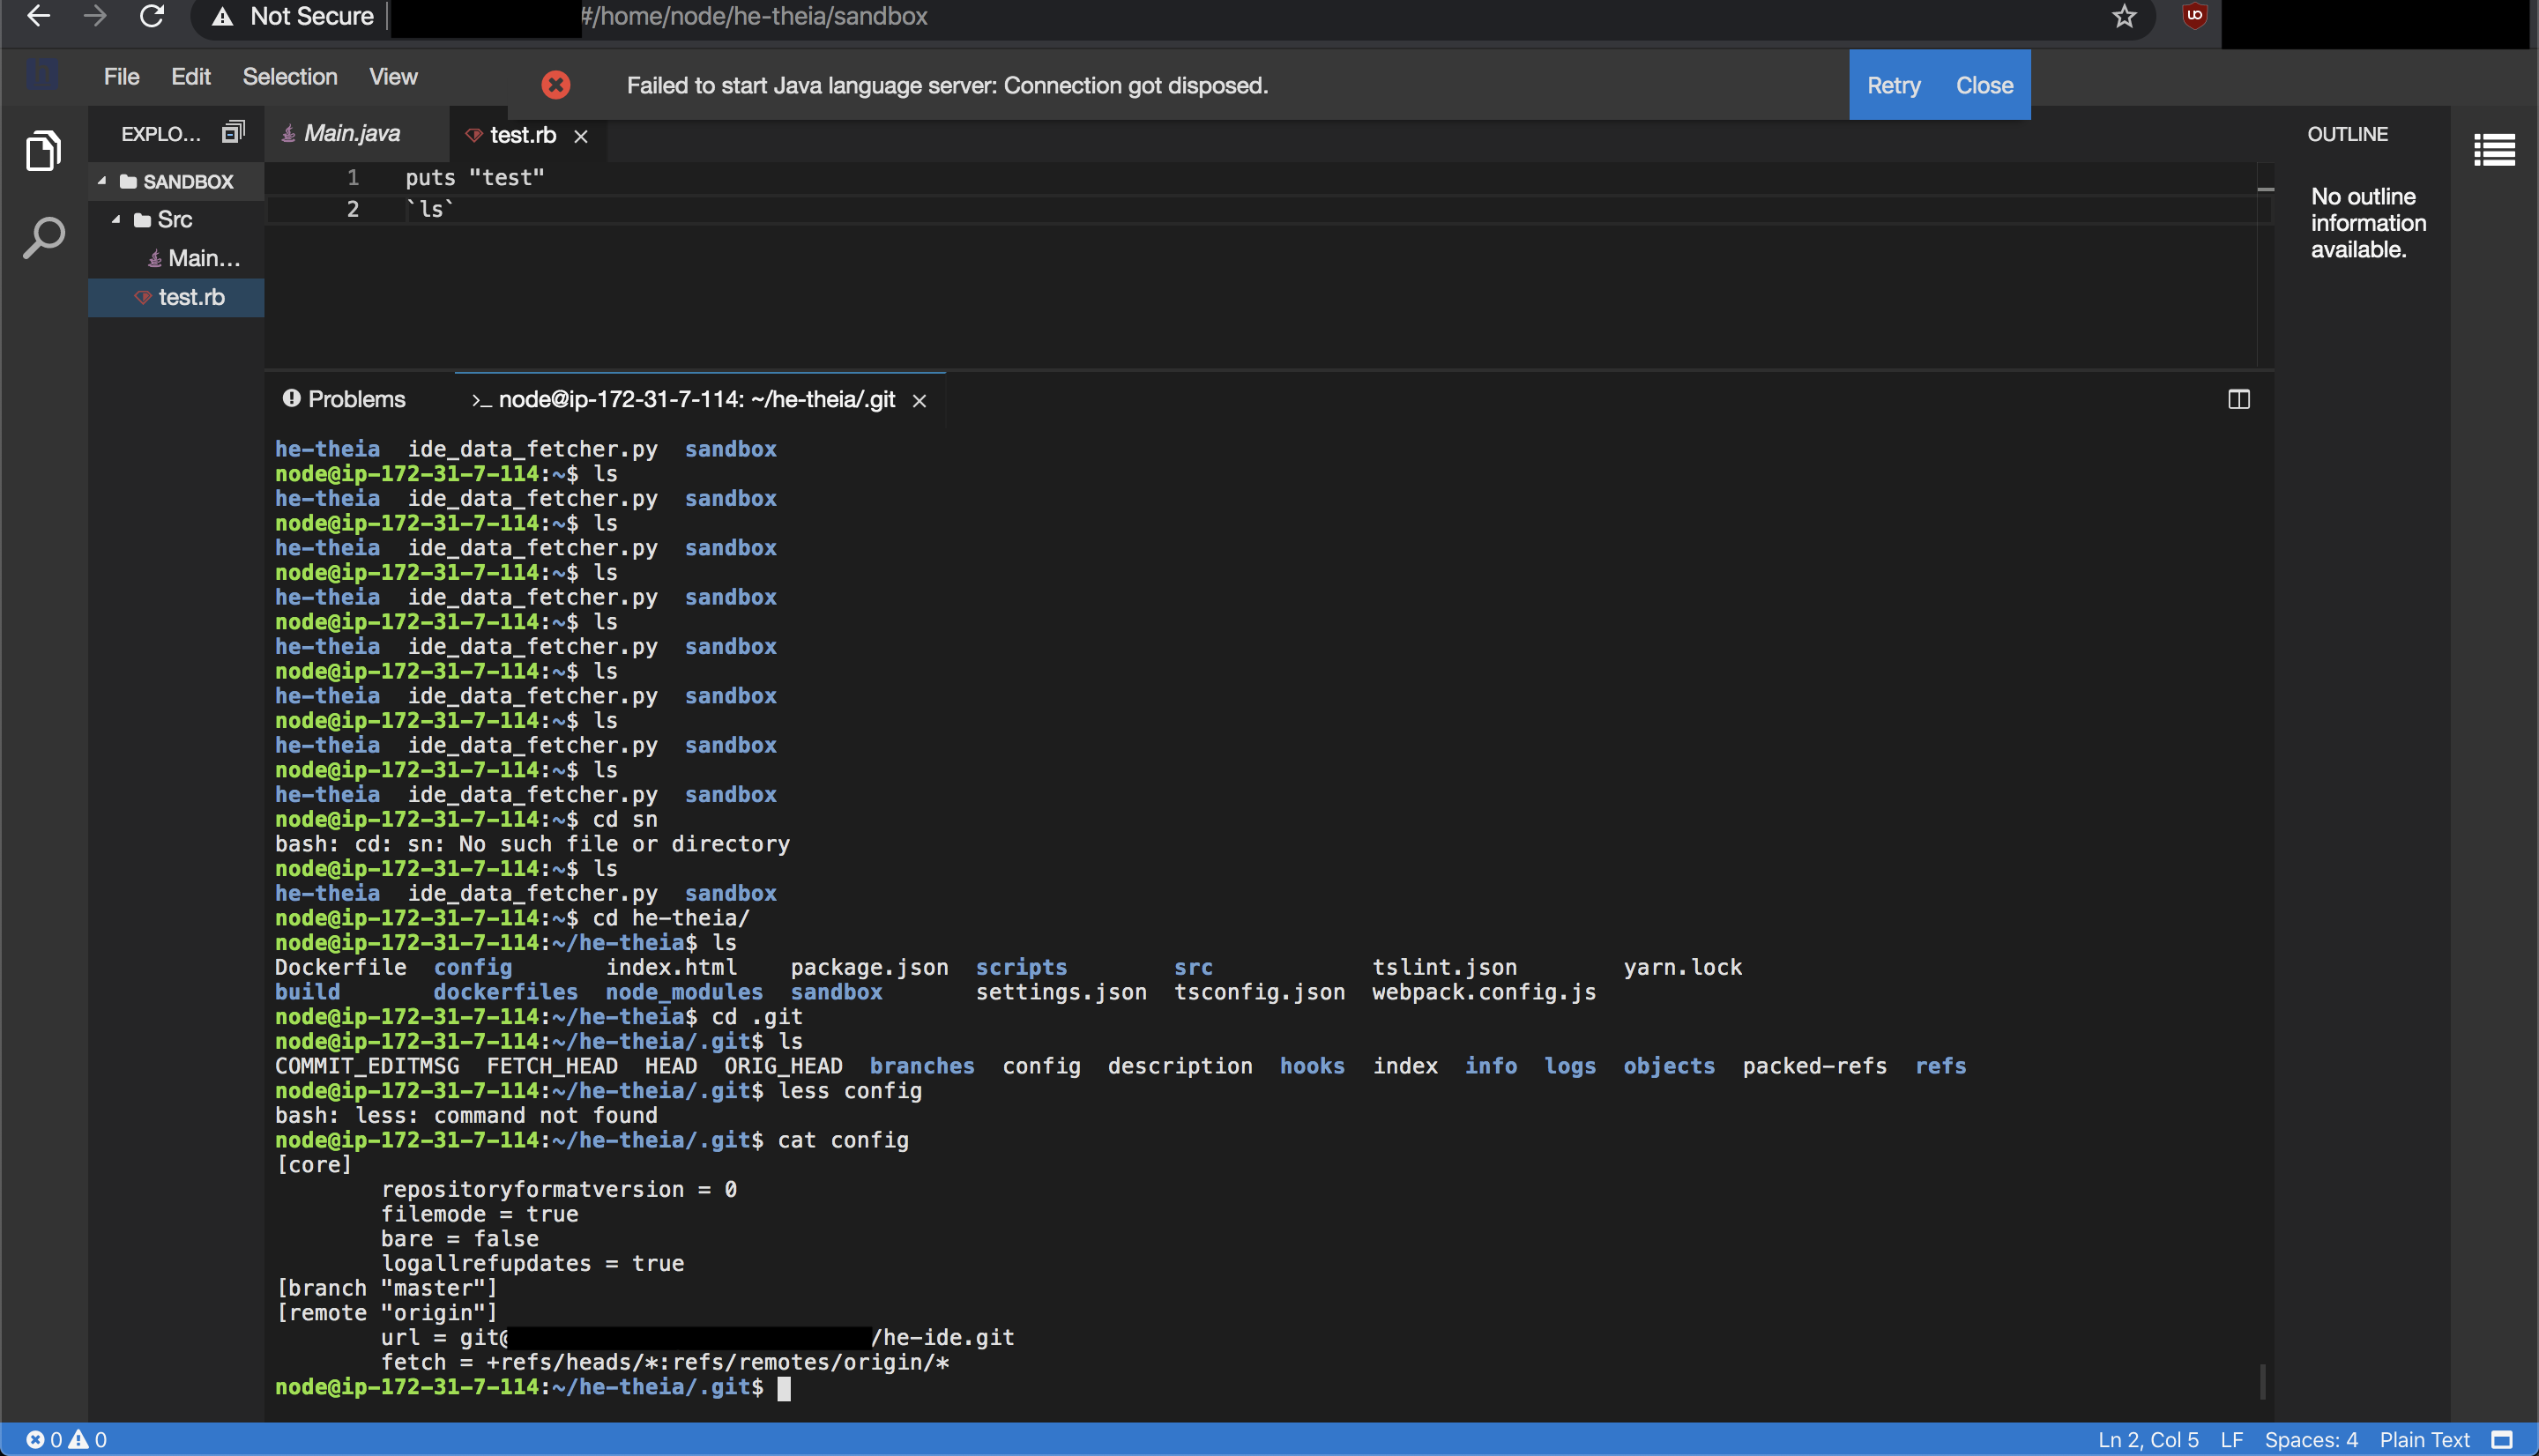 Not Secure #/home/node/he-theia/sandbox
File Edit Selection View
Failed to start Java language server: Connection got disposed.
Retry Close
EXPLO...
Main.java
test.rb
OUTLINE
SANDBOX
Src
Main...
test.rb
1 puts "test"
2 `ls`
No outline
information
available.
Problems
>_ node@ip-172-31-7-114: ~/he-theia/.git
he-theia ide_data_fetcher.py sandbox
node@ip-172-31-7-114:~$ ls
he-theia ide_data_fetcher.py sandbox
node@ip-172-31-7-114:~$ ls
he-theia ide_data_fetcher.py sandbox
node@ip-172-31-7-114:~$ ls
he-theia ide_data_fetcher.py sandbox
node@ip-172-31-7-114:~$ ls
he-theia ide_data_fetcher.py sandbox
node@ip-172-31-7-114:~$ ls
he-theia ide_data_fetcher.py sandbox
node@ip-172-31-7-114:~$ ls
he-theia ide_data_fetcher.py sandbox
node@ip-172-31-7-114:~$ ls
he-theia ide_data_fetcher.py sandbox
node@ip-172-31-7-114:~$ cd sn
bash: cd: sn: No such file or directory
node@ip-172-31-7-114:~$ ls
he-theia ide_data_fetcher.py sandbox
node@ip-172-31-7-114:~$ cd he-theia/
node@ip-172-31-7-114:~/he-theia$ ls
Dockerfile config index.html package.json scripts src tslint.json yarn.lock
build dockerfiles node_modules sandbox settings.json tsconfig.json webpack.config.js
node@ip-172-31-7-114:~/he-theia$ cd .git
node@ip-172-31-7-114:~/he-theia/.git$ ls
COMMIT_EDITMSG FETCH_HEAD HEAD ORIG_HEAD branches config description hooks index info logs objects packed-refs refs
node@ip-172-31-7-114:~/he-theia/.git$ less config
bash: less: command not found
node@ip-172-31-7-114:~/he-theia/.git$ cat config
[core]
repositoryformatversion = 0
filemode = true
bare = false
logallrefupdates = true
[branch "master"]
[remote "origin"]
url = git@ /he-ide.git
fetch = +refs/heads/*:refs/remotes/origin/*
node@ip-172-31-7-114:~/he-theia/.git$
0 0
Ln 2, Col 5 LF Spaces: 4 Plain Text